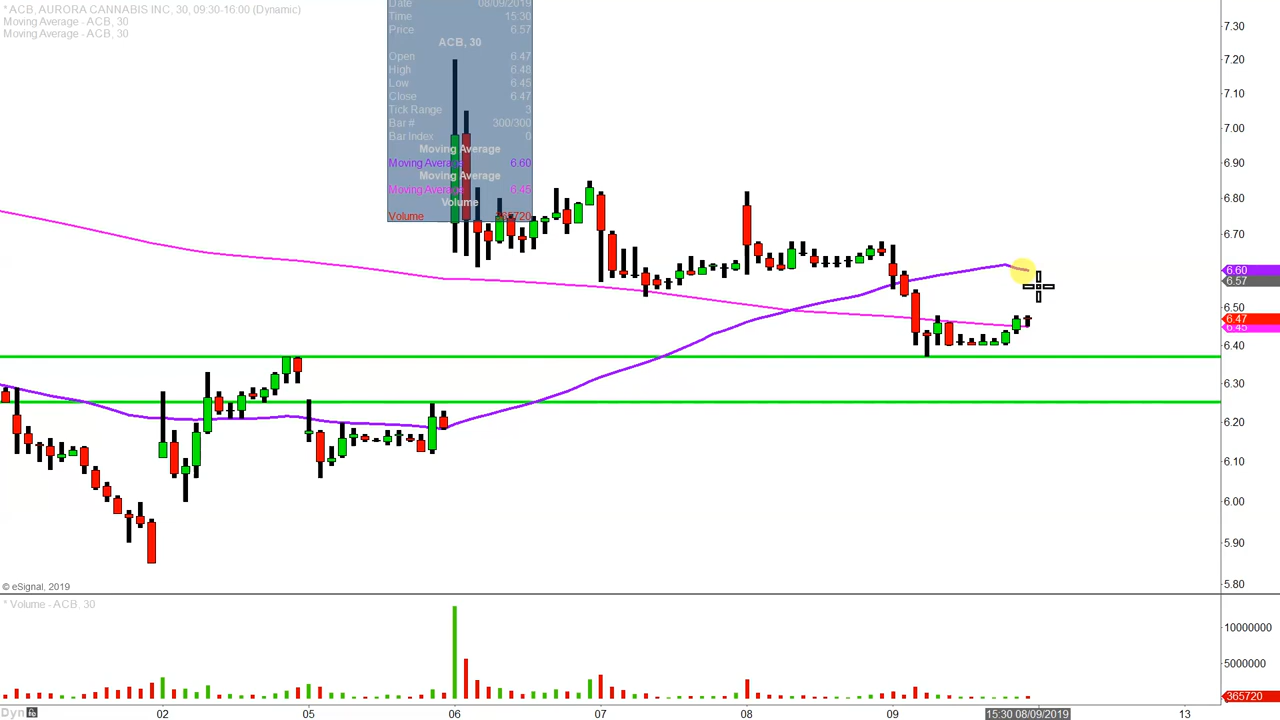 * ACB, AURORA CANNABIS INC, 30, 09:30-16:00 (Dynamic)
Moving Average - ACB, 30
Moving Average - ACB, 30
Date 08/09/2019
Time 15:30
Price 6.57
ACB, 30
Open 6.47
High 6.48
Low 6.45
Close 6.47
Tick Range 3
Bar # 300/300
Bar Index 0
Moving Average
Moving Average 6.60
Moving Average
Moving Average 6.45
Volume
Volume 365720
7.30
7.20
7.10
7.00
6.90
6.80
6.70
6.60
6.57
6.50
6.47
6.45
6.40
6.30
6.20
6.10
6.00
5.90
5.80
© eSignal, 2019
* Volume - ACB, 30
10000000
5000000
365720
Dyn
02 05 06 07 08 09 15:30 08/09/2019 13